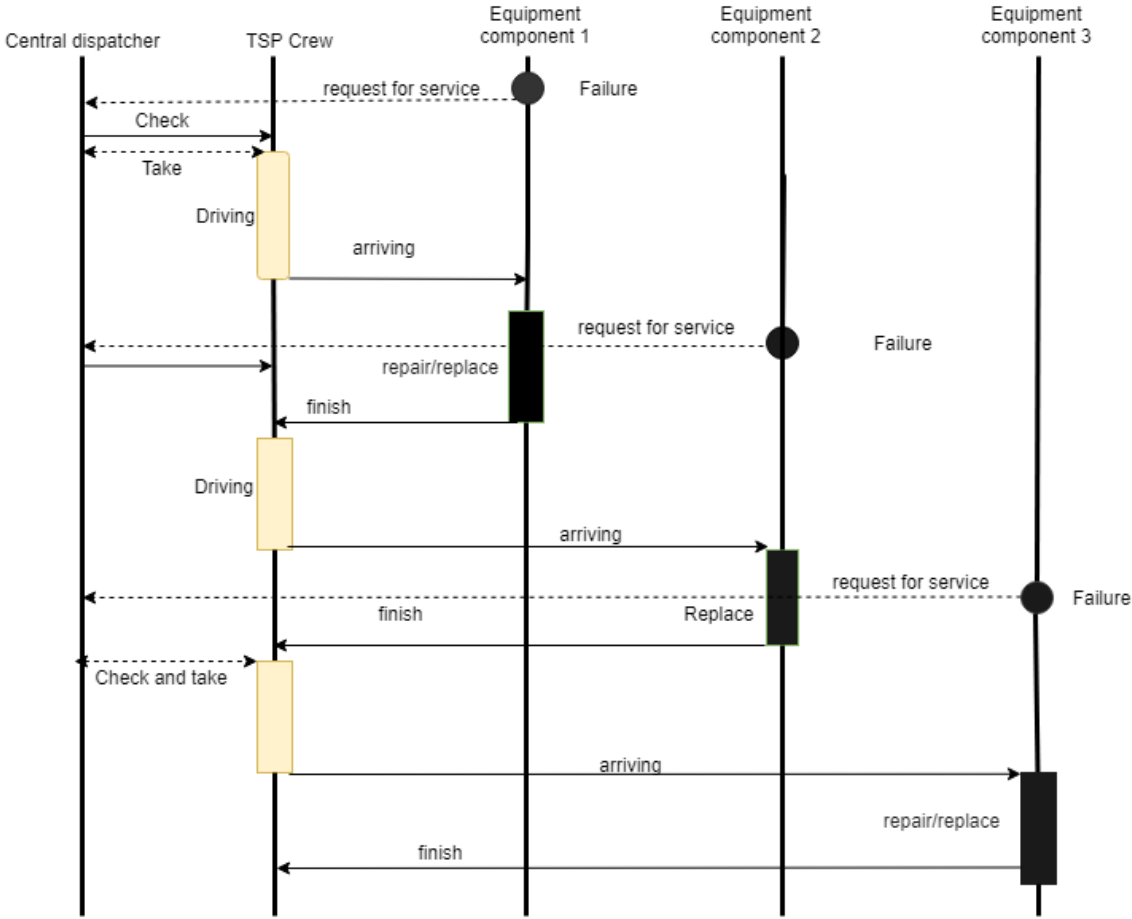 Central dispatcher
TSP Crew
Equipment
component 1
Equipment
component 2
Equipment
component 3
request for service
Failure
Check
Take
Driving
arriving
request for service
Failure
repair/replace
finish
Driving
arriving
request for service
Failure
finish
Replace
Check and take
arriving
repair/replace
finish